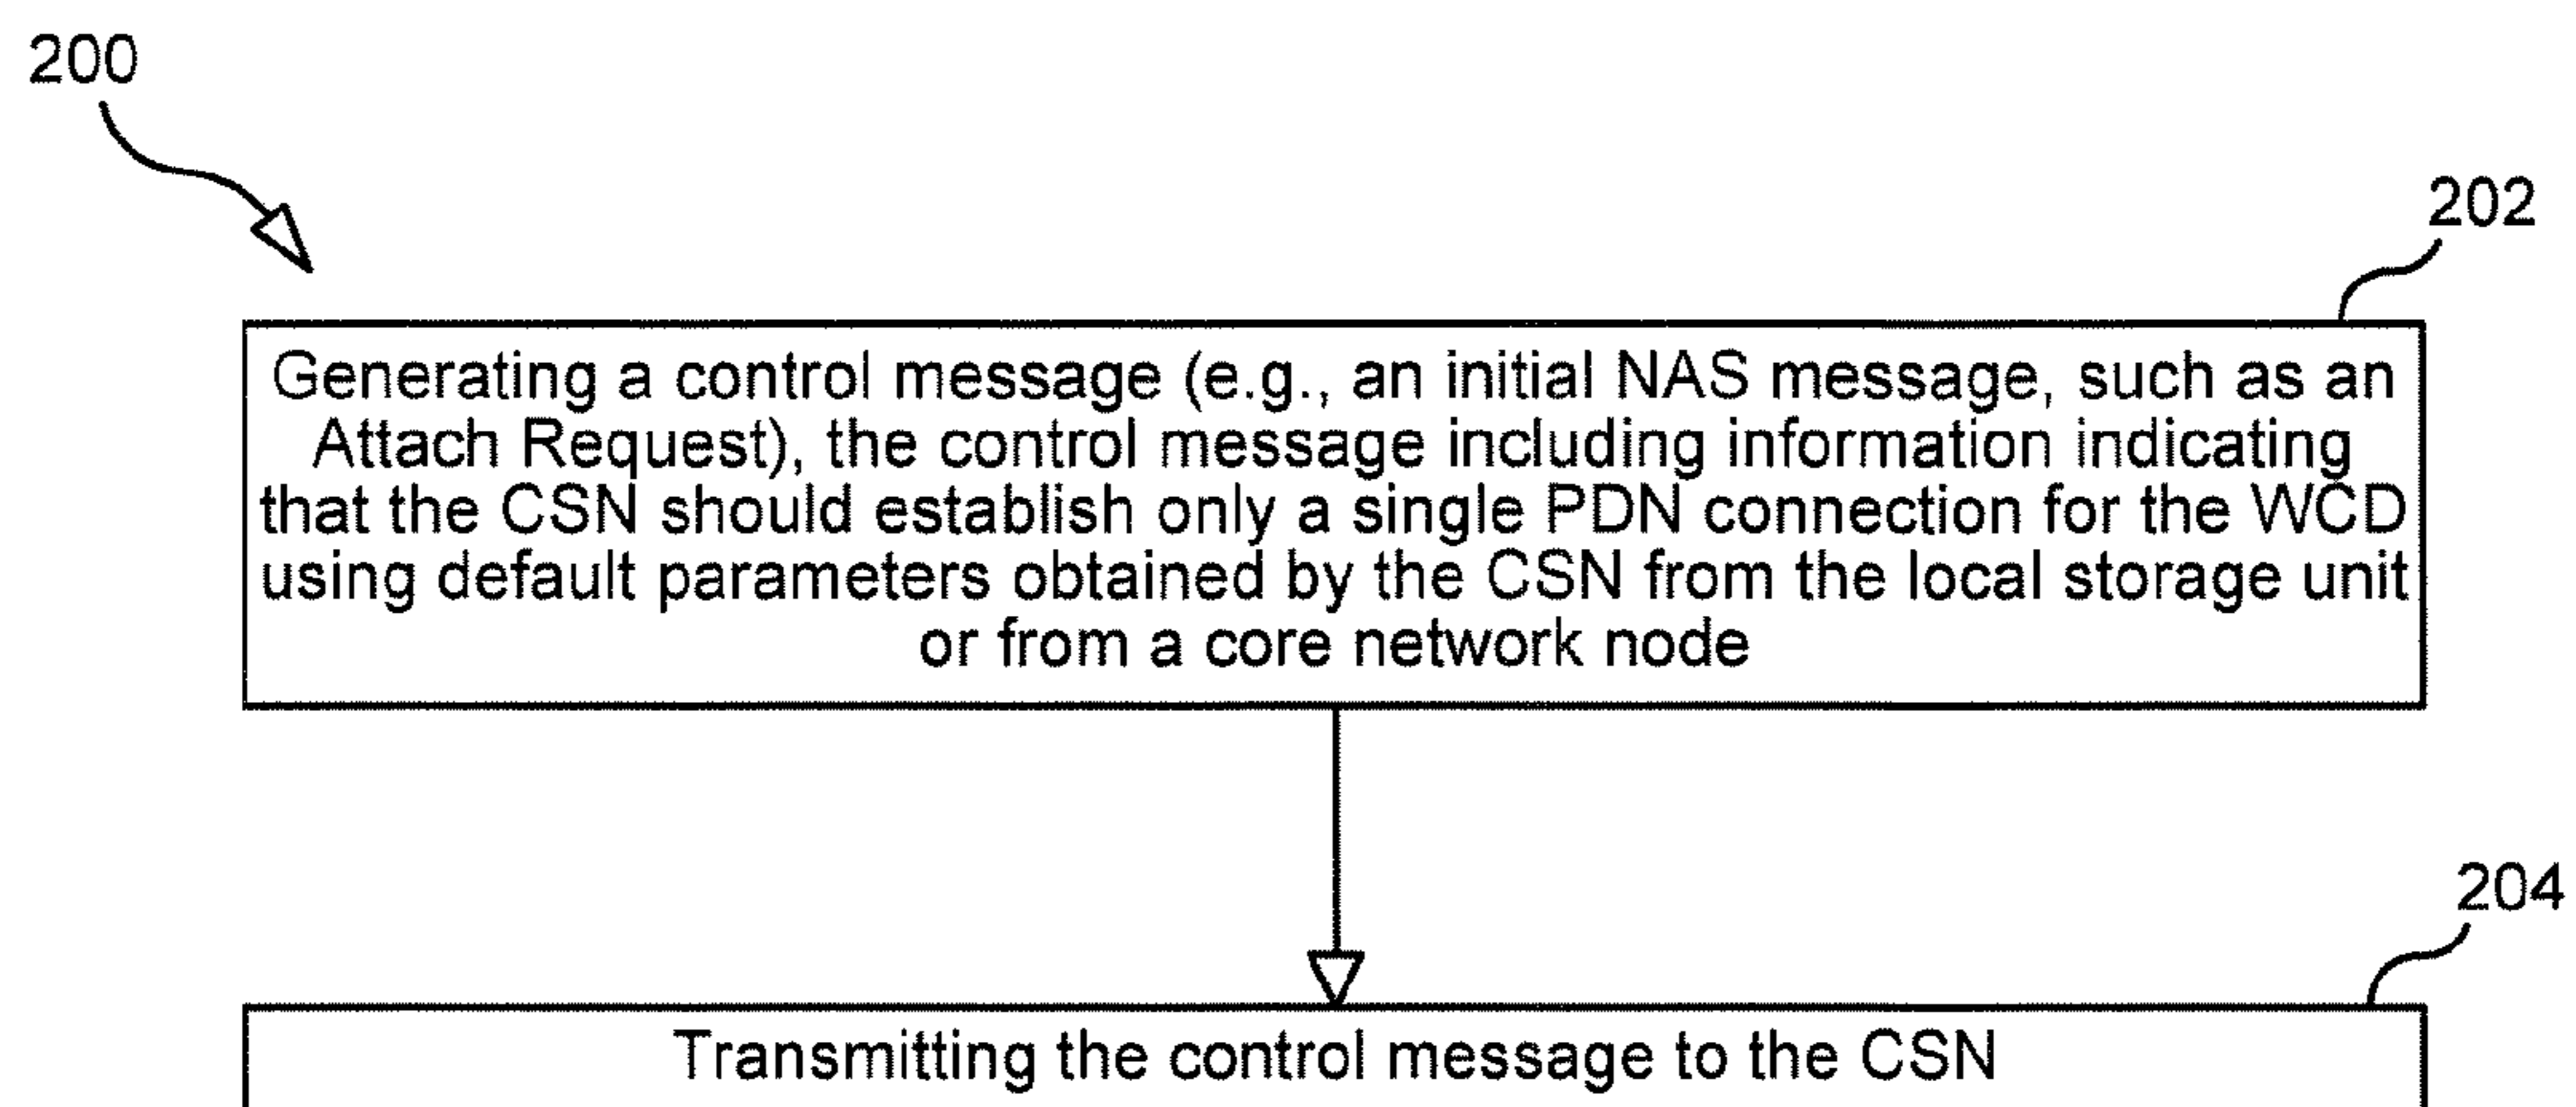 200
202
Generating a control message (e.g., an initial NAS message, such as an
Attach Request), the control message including information indicating
that the CSN should establish only a single PDN connection for the WCD
using default parameters obtained by the CSN from the local storage unit
or from a core network node
204
Transmitting the control message to the CSN